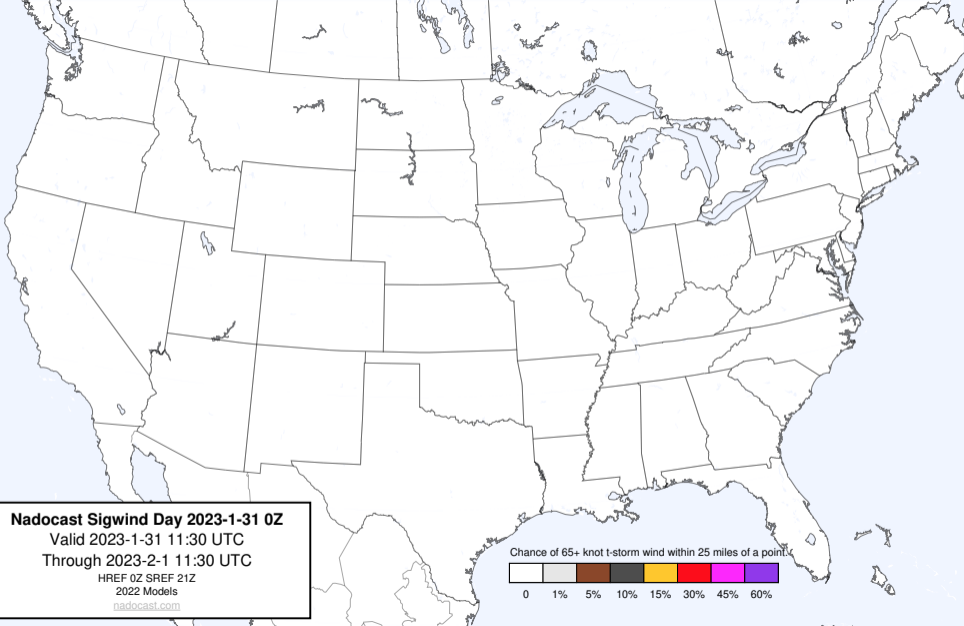 Nadocast Sigwind Day 2023-1-31 0Z
Valid 2023-1-31 11:30 UTC
Through 2023-2-1 11:30 UTC
HREF 0Z SREF 21Z
2022 Models
nadocast.com
Chance of 65+ knot t-storm wind within 25 miles of a point.
0 1% 5% 10% 15% 30% 45% 60%